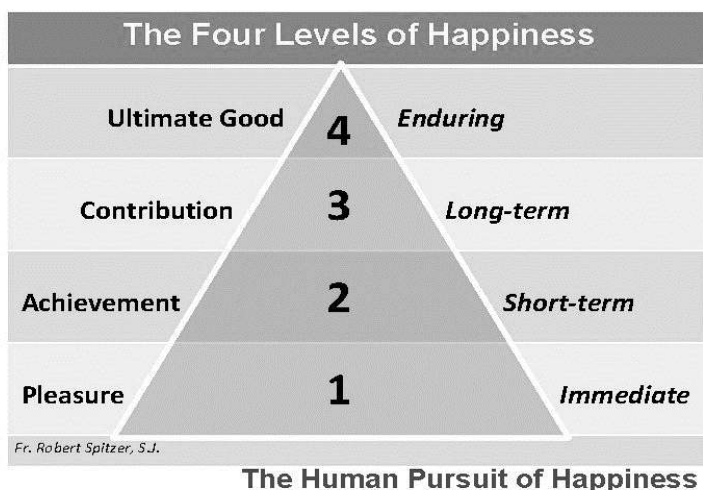 The Four Levels of Happiness
Ultimate Good 4 Enduring
Contribution 3 Long-term
Achievement 2 Short-term
Pleasure 1 Immediate
Fr. Robert Spitzer, S.J.
The Human Pursuit of Happiness